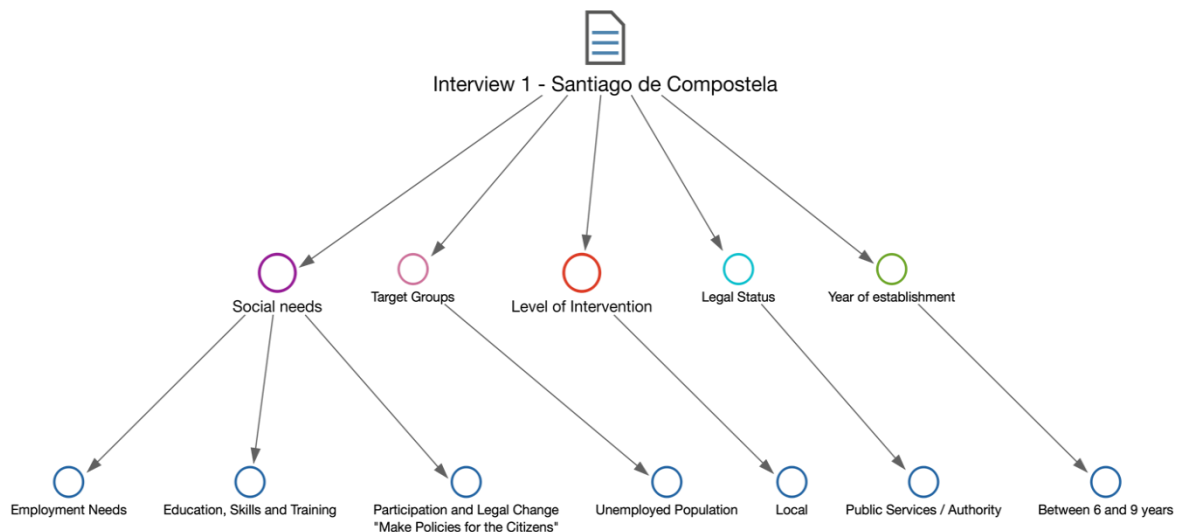 Interview 1 - Santiago de Compostela
Social needs
Target Groups
Level of Intervention
Legal Status
Year of establishment
Employment Needs
Education, Skills and Training
Participation and Legal Change
"Make Policies for the Citizens"
Unemployed Population
Local
Public Services / Authority
Between 6 and 9 years